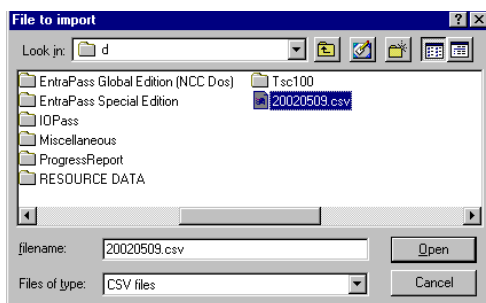 File to import
Look in: d
EntraPass Global Edition (NCC Dos)
EntraPass Special Edition
IOPass
Miscellaneous
ProgressReport
RESOURCE DATA
Tsc100
20020509.csv
filename: 20020509.csv Open
Files of type: CSV files Cancel